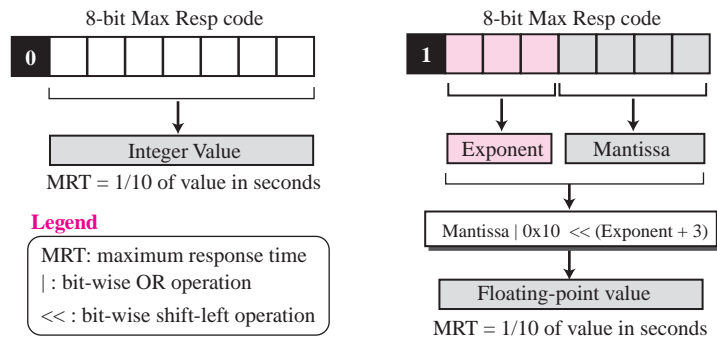 8-bit Max Resp code
0
Integer Value
MRT = 1/10 of value in seconds
Legend
MRT: maximum response time
| : bit-wise OR operation
<< : bit-wise shift-left operation
8-bit Max Resp code
1
Exponent
Mantissa
Mantissa | 0x10 << (Exponent + 3)
Floating-point value
MRT = 1/10 of value in seconds